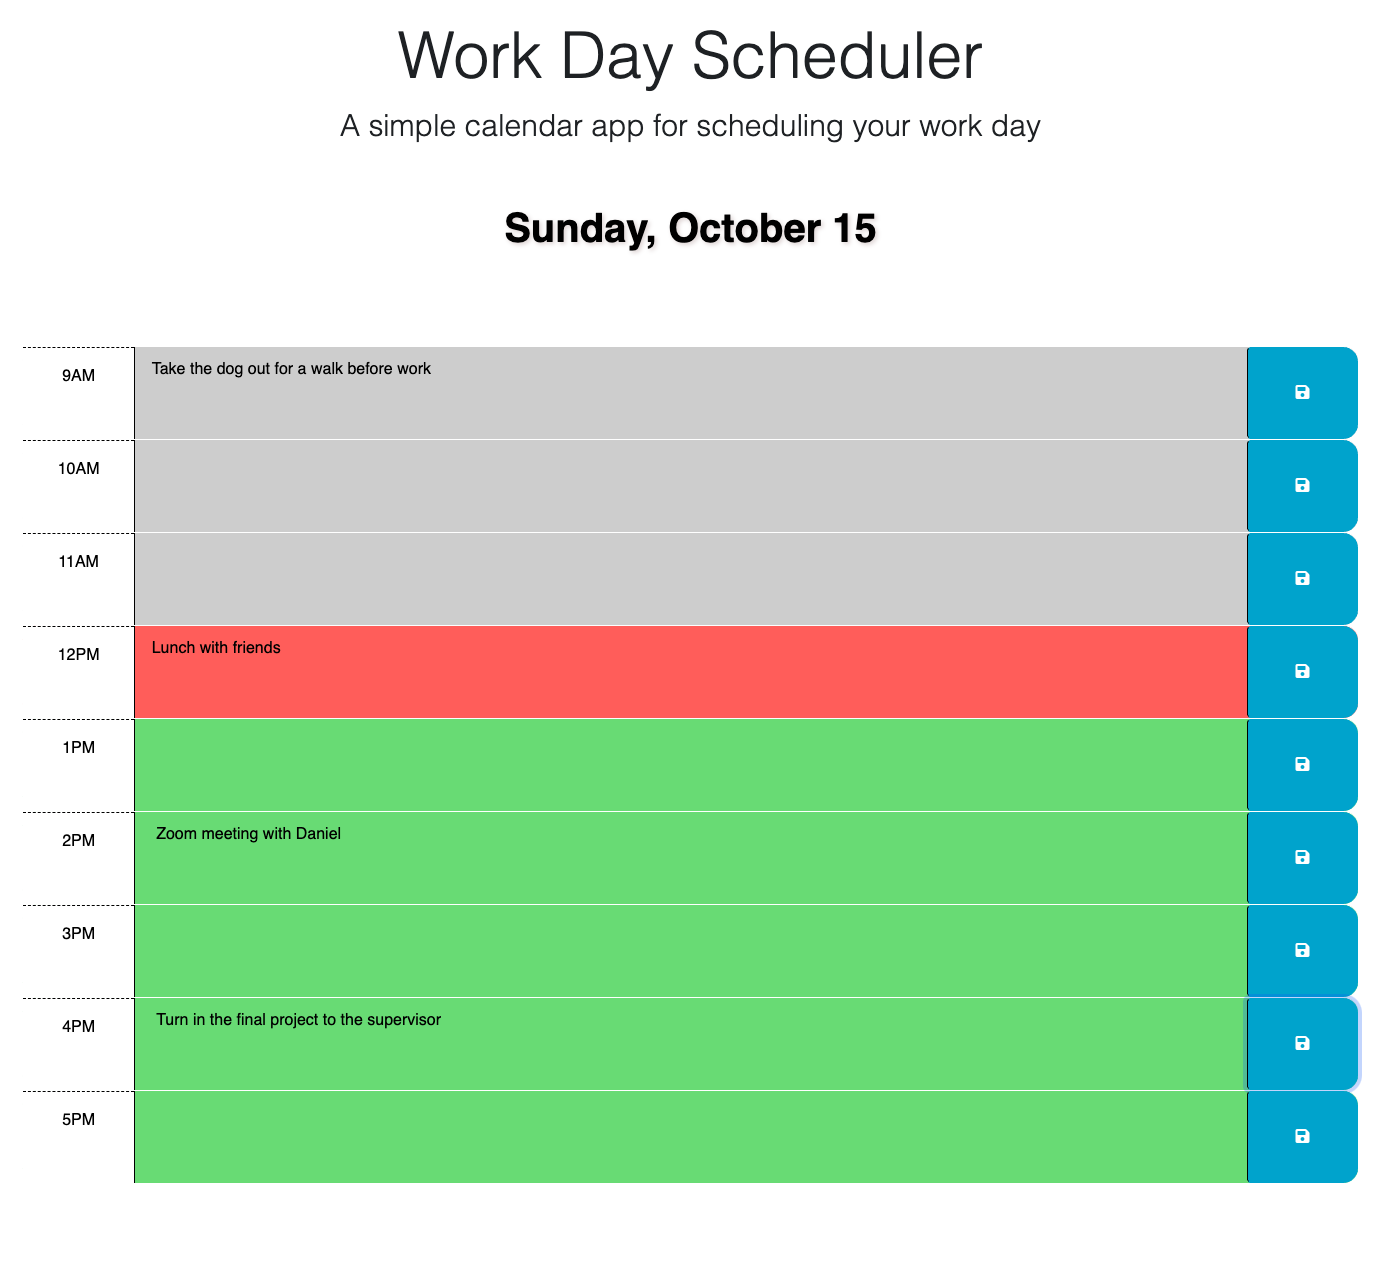 Work Day Scheduler
A simple calendar app for scheduling your work day
Sunday, October 15
9AM
Take the dog out for a walk before work
10AM
11AM
12PM
Lunch with friends
1PM
2PM
Zoom meeting with Daniel
3PM
4PM
Turn in the final project to the supervisor
5PM